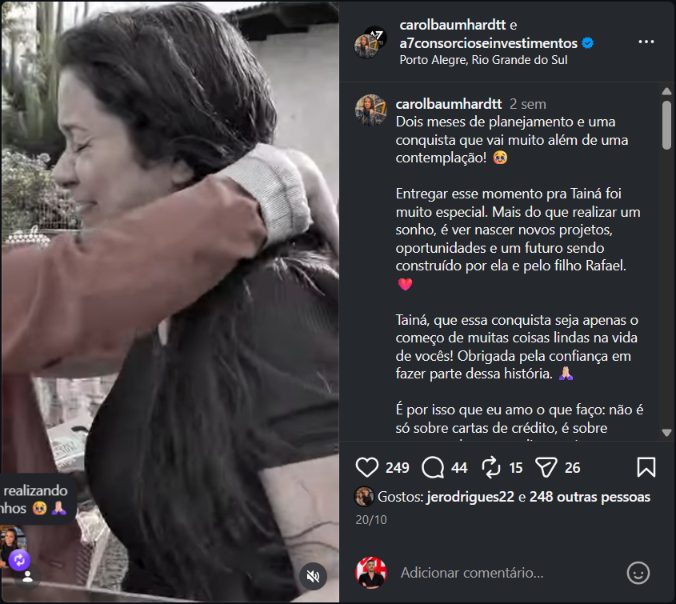 carolbaumhardtt e
a7consorcioseinvestimentos
Porto Alegre, Rio Grande do Sul
carolbaumhardtt 2 sem
Dois meses de planejamento e uma
conquista que vai muito além de uma
contemplação! 🥹
Entregar esse momento pra Tainá foi
muito especial. Mais do que realizar um
sonho, é ver nascer novos projetos,
oportunidades e um futuro sendo
construído por ela e pelo filho Rafael.
❤️
Tainá, que essa conquista seja apenas o
começo de muitas coisas lindas na vida
de vocês! Obrigada pela confiança em
fazer parte dessa história. 🙏🏻
É por isso que eu amo o que faço: não é
só sobre cartas de crédito, é sobre
realizando
nhos 🥹🙏🏻
249 44 15 26
Gostos: jerodrigues22 e 248 outras pessoas
20/10
Adicionar comentário...